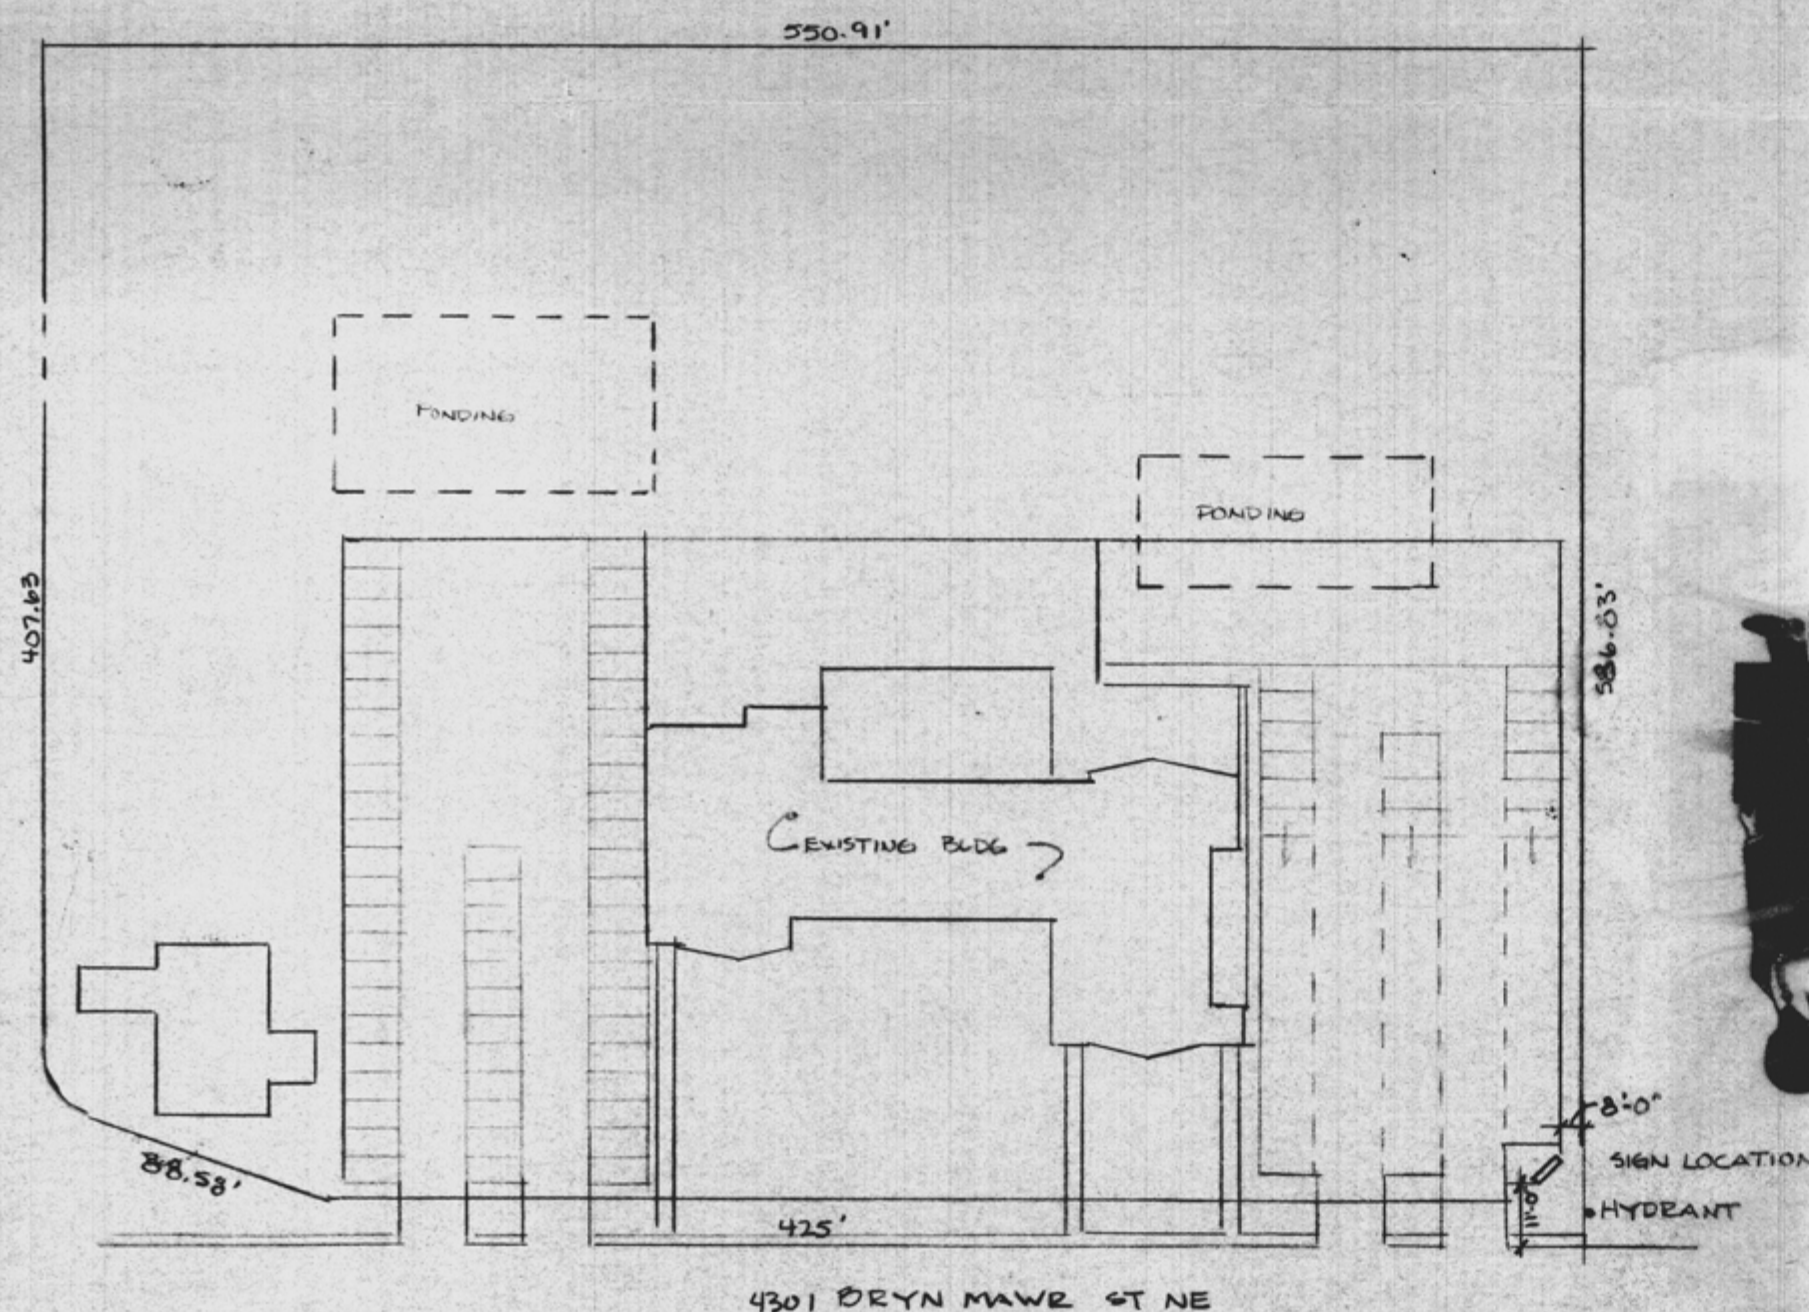 550.91'
PONDING
PONDING
407.63
586.03'
EXISTING BLDG
8'-0"
SIGN LOCATION
88.58'
11'-0"
HYDRANT
425'
4301 BRYN MAWR ST NE